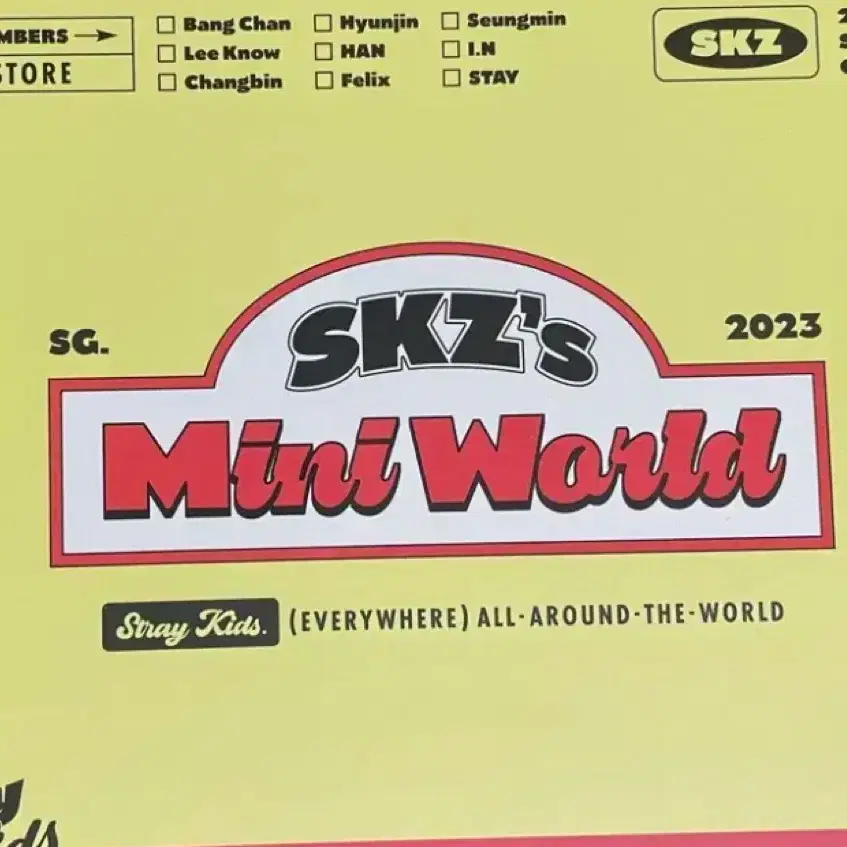 MBERS →
STORE
☐ Bang Chan ☐ Hyunjin ☐ Seungmin
☐ Lee Know ☐ HAN ☐ I.N
☐ Changbin ☐ Felix ☐ STAY
SKZ
SG.
2023
SKZ's
Mini World
Stray Kids. (EVERYWHERE) ALL-AROUND-THE-WORLD